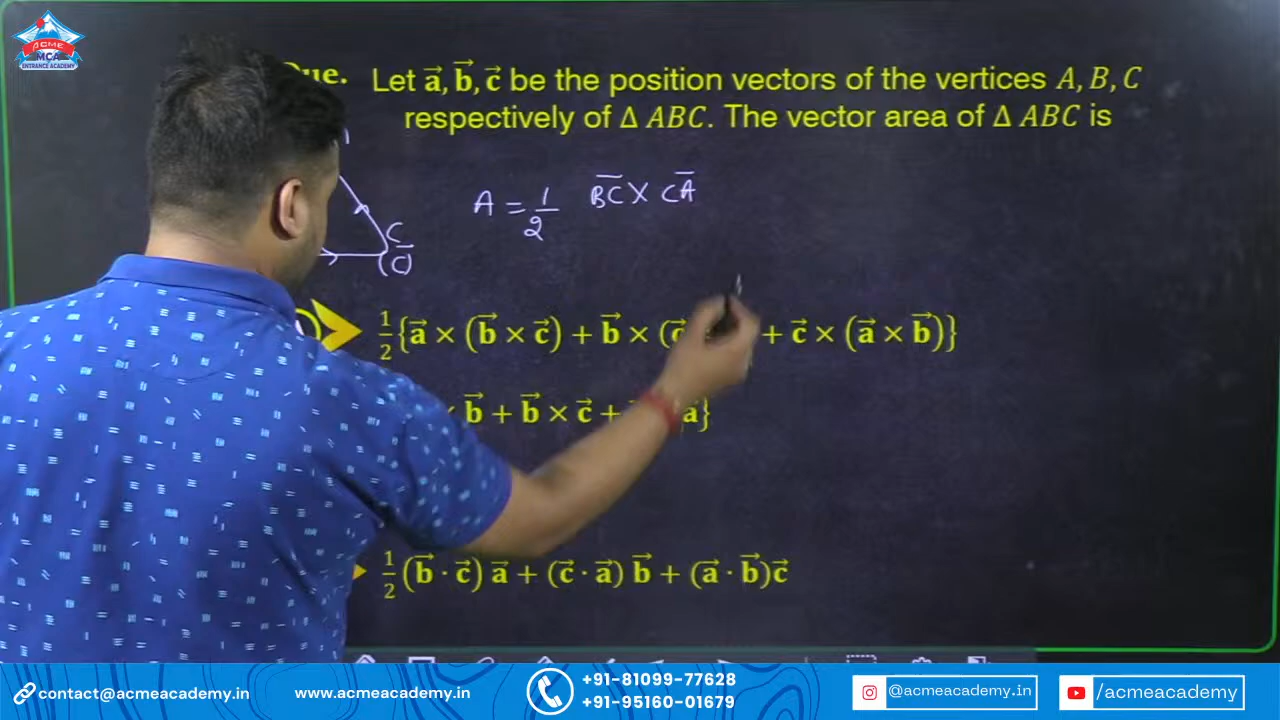 ACME
MCA
ENTRANCE ACADEMY
Que. Let a⃗, b⃗, c⃗ be the position vectors of the vertices A, B, C
respectively of Δ ABC. The vector area of Δ ABC is
A = 1/2 B̅C̅ × C̅A̅
C
(c̅)
1/2{a⃗ × (b⃗ × c⃗) + b⃗ × (c⃗ + c⃗ × (a⃗ × b⃗)}
× b⃗ + b⃗ × c⃗ + a⃗}
1/2(b⃗ · c⃗) a⃗ + (c⃗ · a⃗) b⃗ + (a⃗ · b⃗)c⃗
contact@acmeacademy.in
www.acmeacademy.in
+91-81099-77628
+91-95160-01679
@acmeacademy.in
/acmeacademy